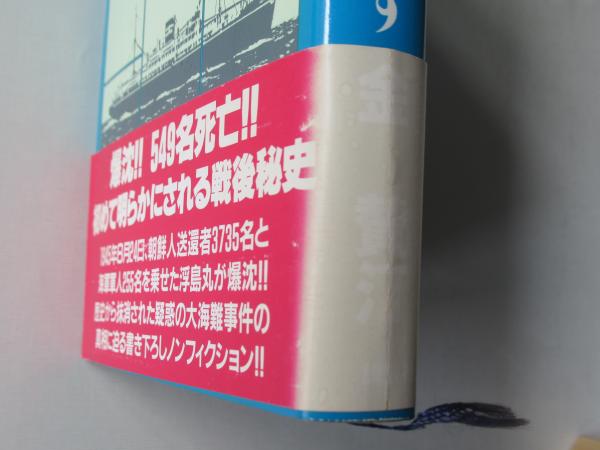 爆沈!! 549名死亡!!
初めて明らかにされる戦後秘史
1945年8月24日、朝鮮人送還者3735名と
海軍軍人255名を乗せた浮島丸が爆沈!!
歴史から抹消された疑惑の大海難事件の
真相に迫る書き下ろしノンフィクション!!
金